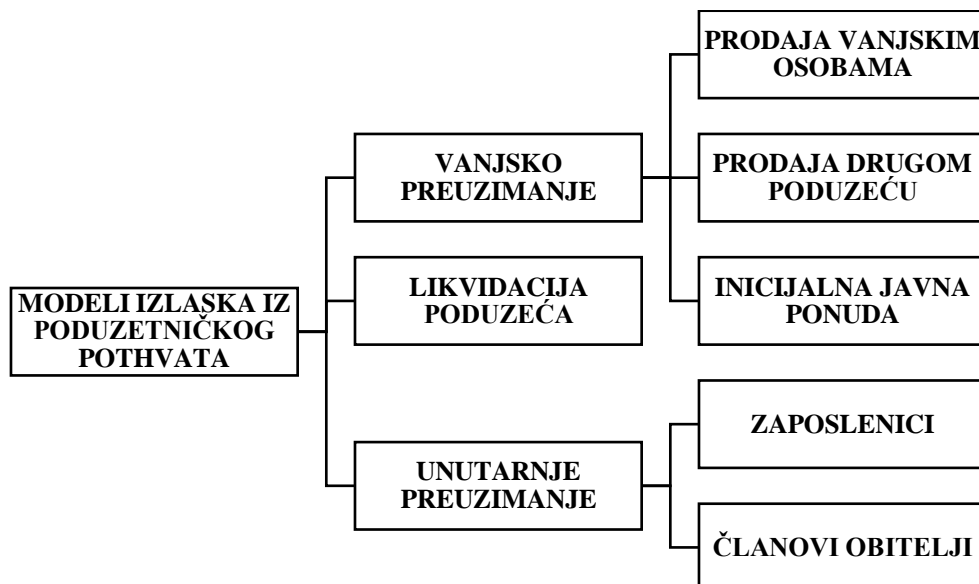 MODELI IZLASKA IZ
PODUZETNIČKOG
POTHVATA
VANJSKO
PREUZIMANJE
PRODAJA VANJSKIM
OSOBAMA
PRODAJA DRUGOM
PODUZEĆU
INICIJALNA JAVNA
PONUDA
LIKVIDACIJA
PODUZEĆA
UNUTARNJE
PREUZIMANJE
ZAPOSLENICI
ČLANOVI OBITELJI